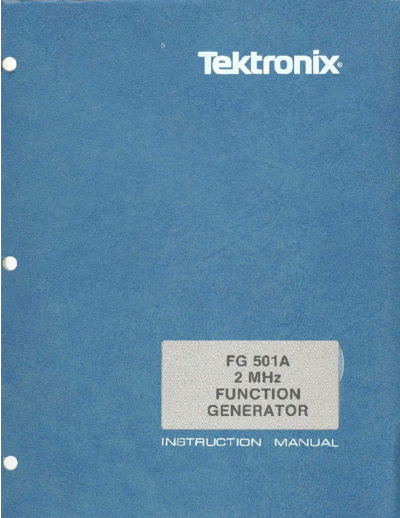 Tektronix®
FG 501A
2 MHz
FUNCTION
GENERATOR
INSTRUCTION MANUAL